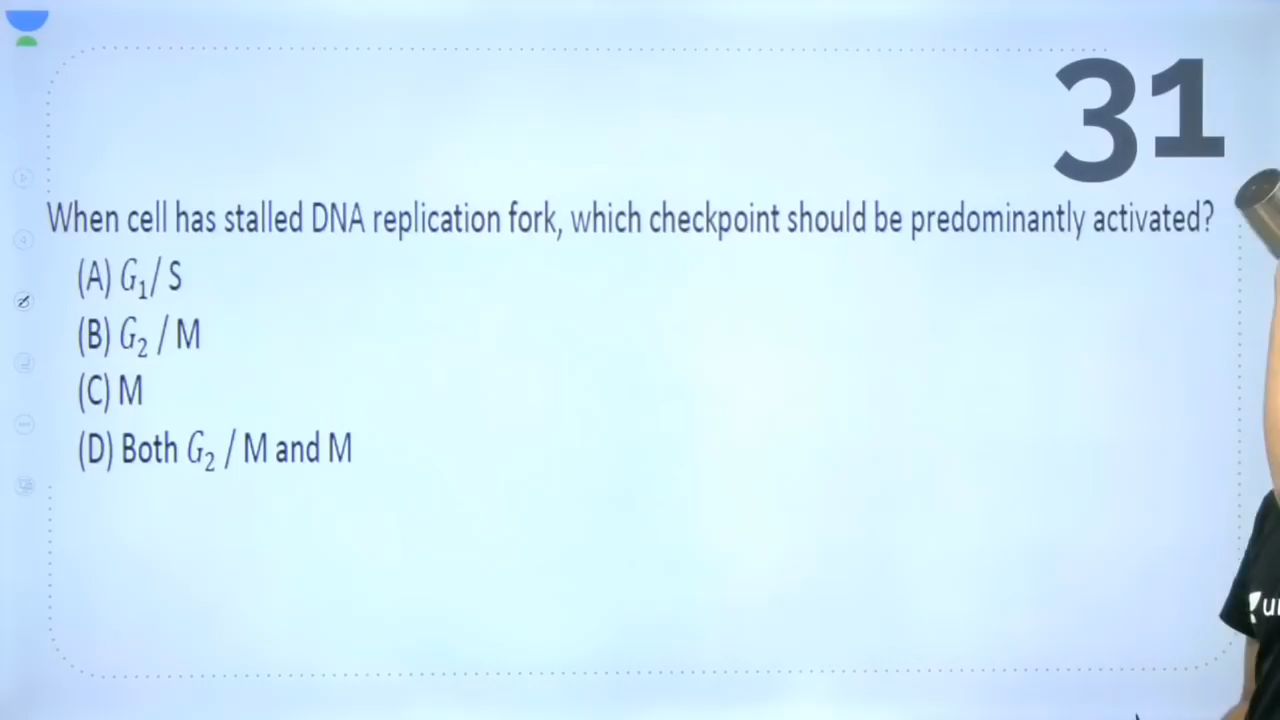 31
When cell has stalled DNA replication fork, which checkpoint should be predominantly activated?
(A) G₁/ S
(B) G₂ / M
(C) M
(D) Both G₂ / M and M